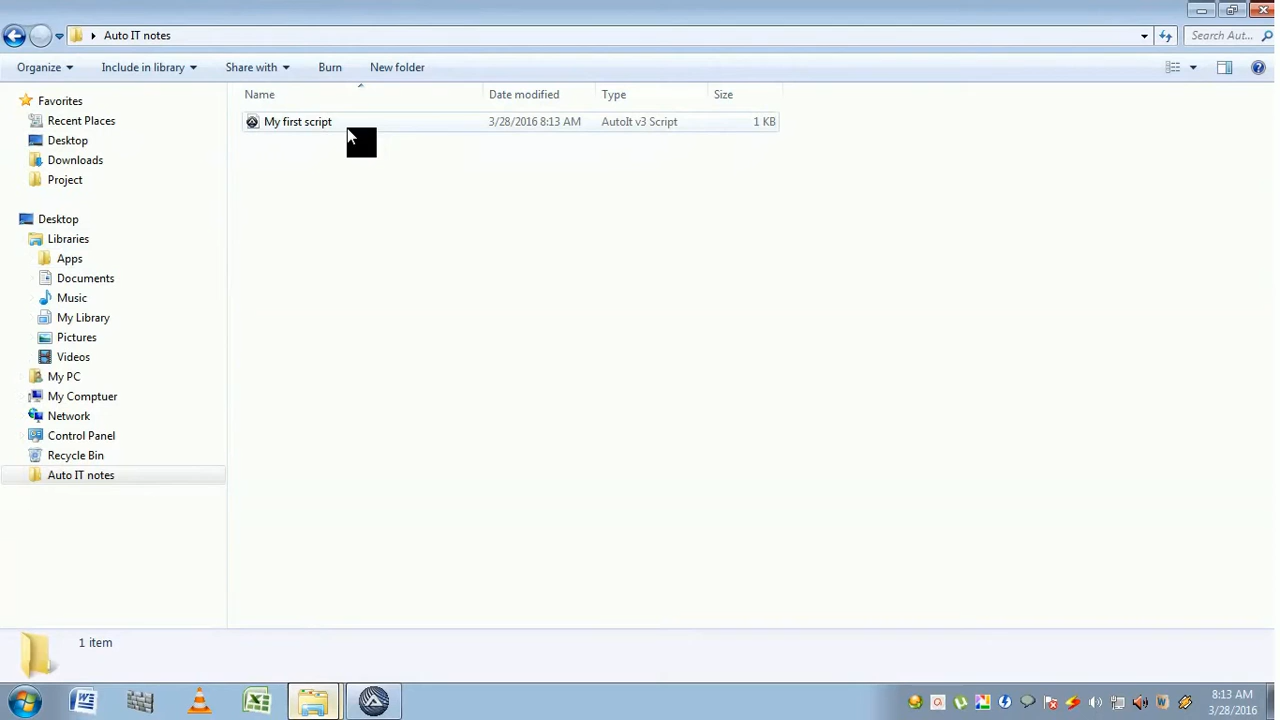 Auto IT notes
Search Aut...
Organize
Include in library
Share with
Burn
New folder
Name
Date modified
Type
Size
My first script
3/28/2016 8:13 AM
AutoIt v3 Script
1 KB
Favorites
Recent Places
Desktop
Downloads
Project
Desktop
Libraries
Apps
Documents
Music
My Library
Pictures
Videos
My PC
My Comptuer
Network
Control Panel
Recycle Bin
Auto IT notes
1 item
8:13 AM
3/28/2016